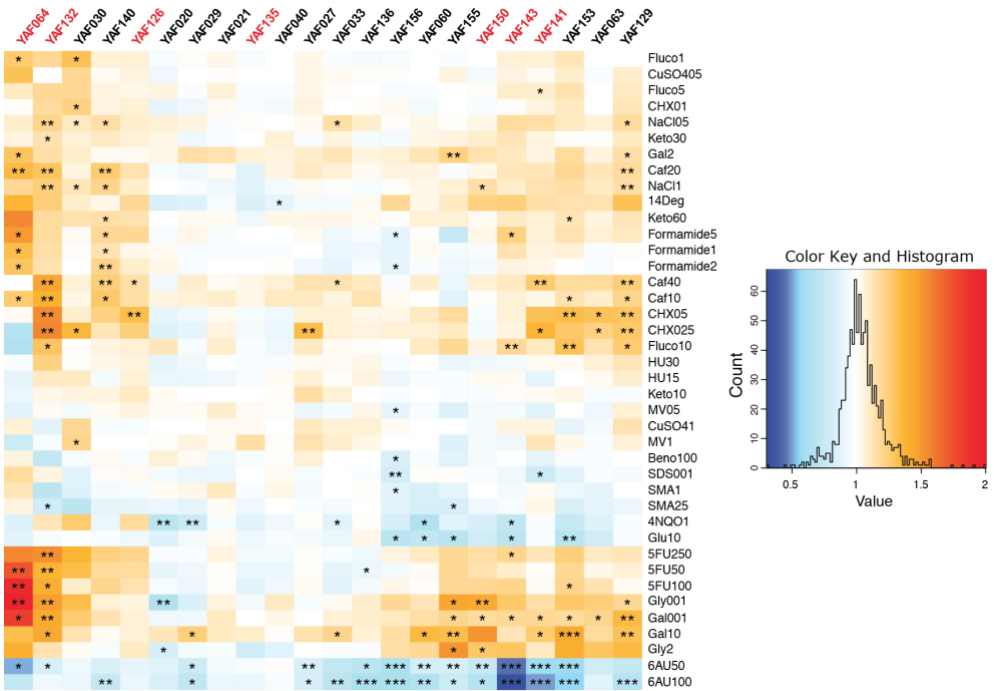 YAF064 YAF132 YAF030 YAF140 YAF126 YAF020 YAF029 YAF021 YAF135 YAF040 YAF027 YAF033 YAF136 YAF156 YAF060 YAF155 YAF150 YAF143 YAF141 YAF153 YAF063 YAF129
* * Fluco1
CuSO405
* Fluco5
* CHX01
** * * * * NaCl05
* Keto30
* ** * Gal2
** ** ** ** Caf20
** * * * ** NaCl1
* 14Deg
* * Keto60
* * * * Formamide5
* * Formamide1
* ** * Formamide2
** ** * * ** ** Caf40
* ** * * * Caf10
** ** ** * ** CHX05
** * ** * * ** CHX025
* ** ** * Fluco10
HU30
HU15
Keto10
* MV05
CuSO41
* MV1
* Beno100
** * SDS001
* SMA1
* * SMA25
** ** * * * 4NQO1
* * * * ** Glu10
** * 5FU250
** ** * 5FU50
** * * 5FU100
** ** ** * ** * Gly001
* ** * * * * * * ** Gal001
* * * * ** * *** ** Gal10
* * * Gly2
* * * ** * *** ** ** ** *** *** *** 6AU50
** * * ** *** *** ** * * *** *** *** *** 6AU100
Color Key and Histogram
Count
0 10 20 30 40 50 60
0.5 1 1.5 2
Value